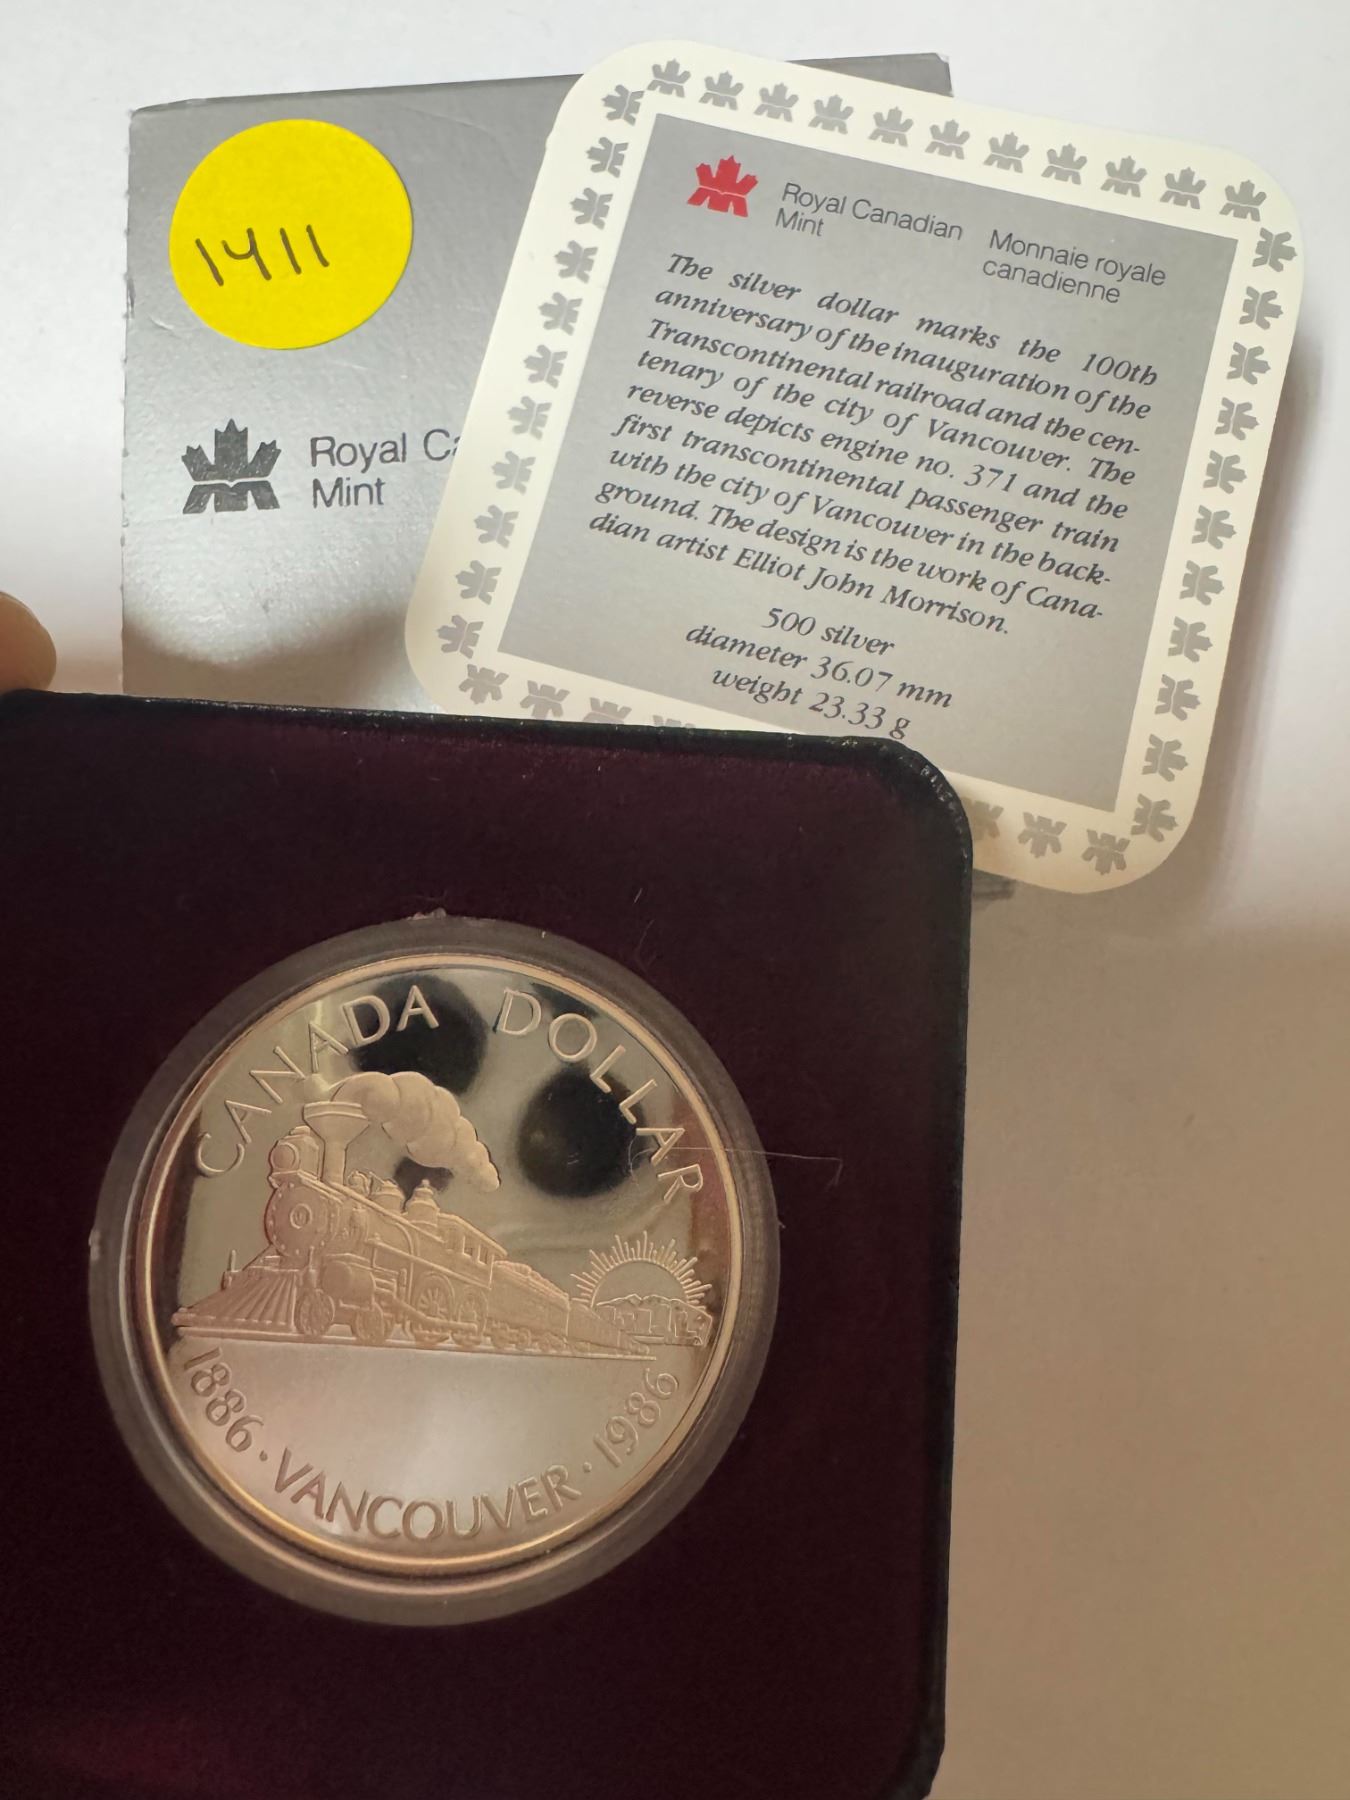 1411
Royal
Mint
Royal Canadian
Mint
Monnaie royale
canadienne
The silver dollar marks the 100th
anniversary of the inauguration of the
Transcontinental railroad and the cen-
tenary of the city of Vancouver. The
reverse depicts engine no. 371 and the
first transcontinental passenger train
with the city of Vancouver in the back-
ground. The design is the work of Cana-
dian artist Elliot John Morrison.
500 silver
diameter 36.07 mm
weight 23.33 g
CANADA DOLLAR
1886 · VANCOUVER · 1986